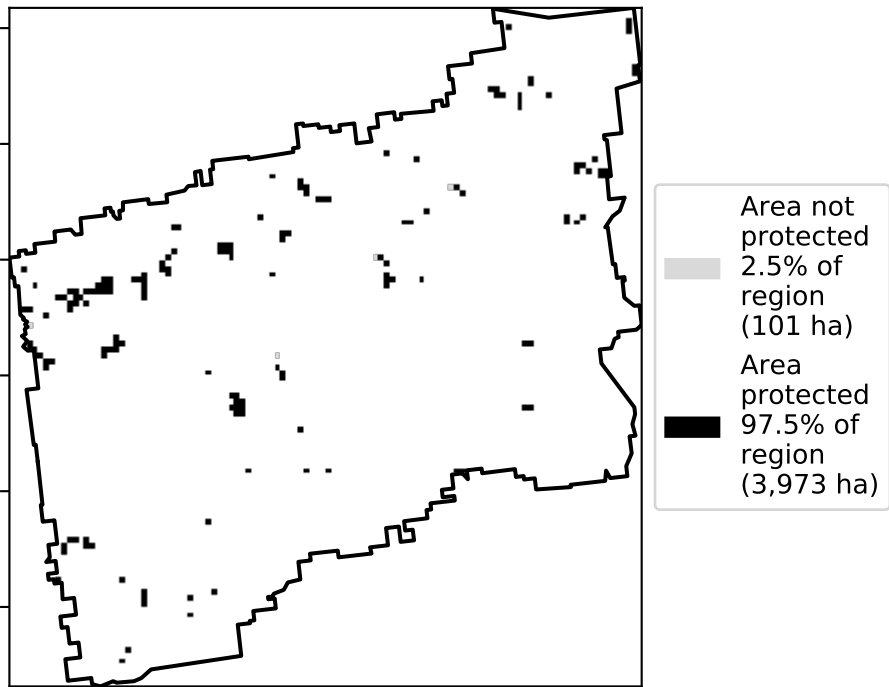 Area not
protected
2.5% of
region
(101 ha)
Area
protected
97.5% of
region
(3,973 ha)